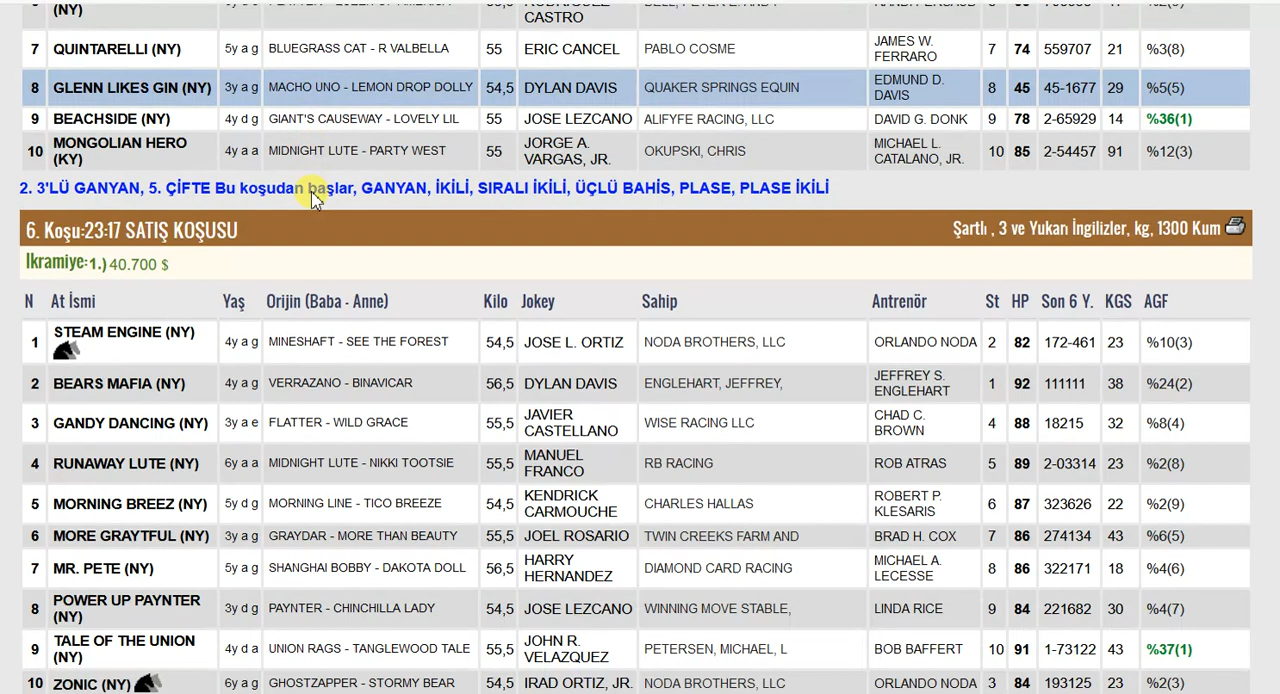 (NY)
CASTRO
7 QUINTARELLI (NY) 5y a g BLUEGRASS CAT - R VALBELLA 55 ERIC CANCEL PABLO COSME JAMES W. FERRARO 7 74 559707 21 %3(8)
8 GLENN LIKES GIN (NY) 3y a g MACHO UNO - LEMON DROP DOLLY 54,5 DYLAN DAVIS QUAKER SPRINGS EQUIN EDMUND D. DAVIS 8 45 45-1677 29 %5(5)
9 BEACHSIDE (NY) 4y d g GIANT'S CAUSEWAY - LOVELY LIL 55 JOSE LEZCANO ALIFYFE RACING, LLC DAVID G. DONK 9 78 2-65929 14 %36(1)
10 MONGOLIAN HERO (KY) 4y a a MIDNIGHT LUTE - PARTY WEST 55 JORGE A. VARGAS, JR. OKUPSKI, CHRIS MICHAEL L. CATALANO, JR. 10 85 2-54457 91 %12(3)
2. 3'LÜ GANYAN, 5. ÇİFTE Bu koşudan başlar, GANYAN, İKİLİ, SIRALI İKİLİ, ÜÇLÜ BAHİS, PLASE, PLASE İKİLİ
6. Koşu:23:17 SATIŞ KOŞUSU Şartlı , 3 ve Yukarı İngilizler, kg, 1300 Kum
Ikramiye:1.) 40.700 $
N At İsmi Yaş Orijin (Baba - Anne) Kilo Jokey Sahip Antrenör St HP Son 6 Y. KGS AGF
1 STEAM ENGINE (NY) 4y a g MINESHAFT - SEE THE FOREST 54,5 JOSE L. ORTIZ NODA BROTHERS, LLC ORLANDO NODA 2 82 172-461 23 %10(3)
2 BEARS MAFIA (NY) 4y a g VERRAZANO - BINAVICAR 56,5 DYLAN DAVIS ENGLEHART, JEFFREY, JEFFREY S. ENGLEHART 1 92 111111 38 %24(2)
3 GANDY DANCING (NY) 3y a e FLATTER - WILD GRACE 55,5 JAVIER CASTELLANO WISE RACING LLC CHAD C. BROWN 4 88 18215 32 %8(4)
4 RUNAWAY LUTE (NY) 6y a a MIDNIGHT LUTE - NIKKI TOOTSIE 55,5 MANUEL FRANCO RB RACING ROB ATRAS 5 89 2-03314 23 %2(8)
5 MORNING BREEZ (NY) 5y d g MORNING LINE - TICO BREEZE 54,5 KENDRICK CARMOUCHE CHARLES HALLAS ROBERT P. KLESARIS 6 87 323626 22 %2(9)
6 MORE GRAYTFUL (NY) 3y a g GRAYDAR - MORE THAN BEAUTY 55,5 JOEL ROSARIO TWIN CREEKS FARM AND BRAD H. COX 7 86 274134 43 %6(5)
7 MR. PETE (NY) 5y a g SHANGHAI BOBBY - DAKOTA DOLL 56,5 HARRY HERNANDEZ DIAMOND CARD RACING MICHAEL A. LECESSE 8 86 322171 18 %4(6)
8 POWER UP PAYNTER (NY) 3y d g PAYNTER - CHINCHILLA LADY 54,5 JOSE LEZCANO WINNING MOVE STABLE, LINDA RICE 9 84 221682 30 %4(7)
9 TALE OF THE UNION (NY) 4y d a UNION RAGS - TANGLEWOOD TALE 55,5 JOHN R. VELAZQUEZ PETERSEN, MICHAEL, L BOB BAFFERT 10 91 1-73122 43 %37(1)
10 ZONIC (NY) 6y a g GHOSTZAPPER - STORMY BEAR 54,5 IRAD ORTIZ, JR. NODA BROTHERS, LLC ORLANDO NODA 3 84 193125 23 %2(3)